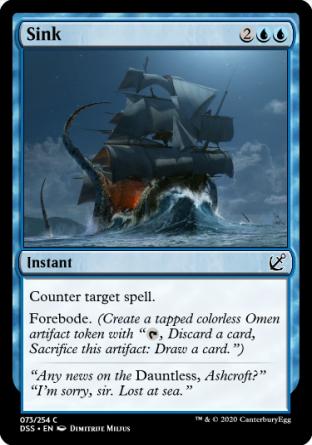 Sink 2
Instant
Counter target spell.
Forebode. (Create a tapped colorless Omen
artifact token with “, Discard a card,
Sacrifice this artifact: Draw a card.”)
“Any news on the Dauntless, Ashcroft?”
“I'm sorry, sir. Lost at sea.”
073/254 C
DSS • EN Dimitrije Miljus
™ & © 2020 CanterburyEgg